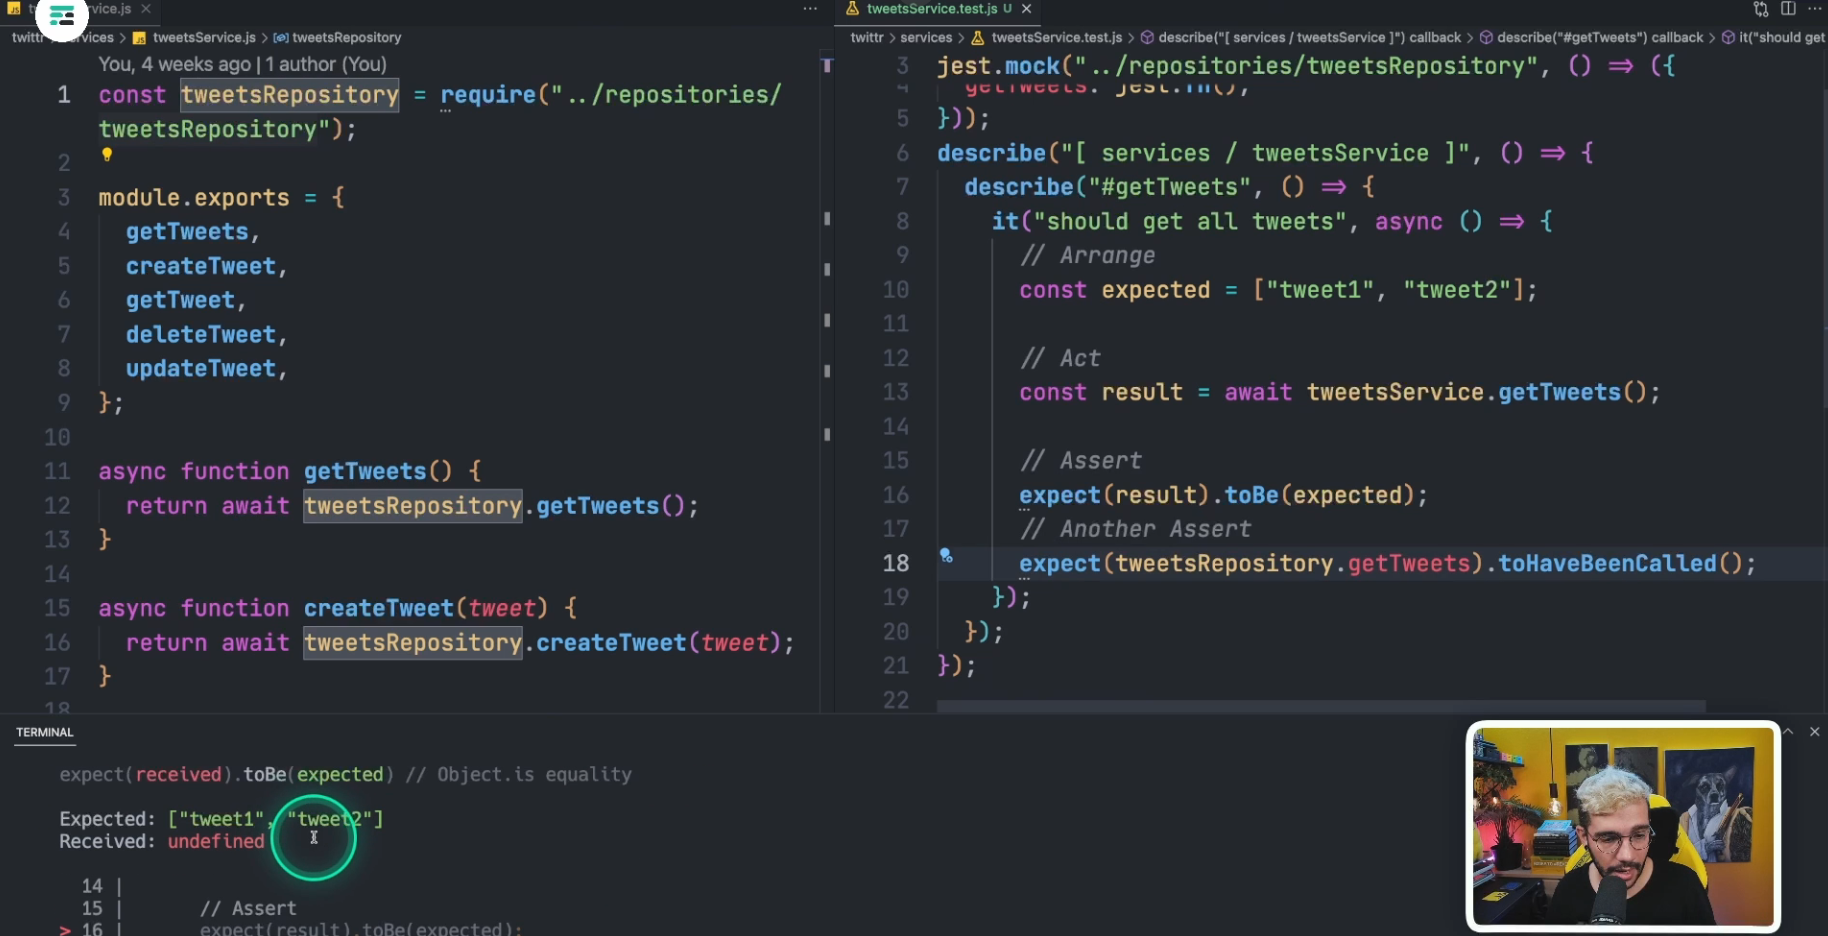 twittr > services > tweetsService.js > tweetsRepository
You, 4 weeks ago | 1 author (You)
1 const tweetsRepository = require("../repositories/
tweetsRepository");
2
3 module.exports = {
4 getTweets,
5 createTweet,
6 getTweet,
7 deleteTweet,
8 updateTweet,
9 };
10
11 async function getTweets() {
12 return await tweetsRepository.getTweets();
13 }
14
15 async function createTweet(tweet) {
16 return await tweetsRepository.createTweet(tweet);
17 }
18
tweetsService.test.js U
twittr > services > tweetsService.test.js > describe("[ services / tweetsService ]") callback > describe("#getTweets") callback > it("should get
3 jest.mock("../repositories/tweetsRepository", () => ({
4 getTweets: jest.fn(),
5 }));
6 describe("[ services / tweetsService ]", () => {
7 describe("#getTweets", () => {
8 it("should get all tweets", async () => {
9 // Arrange
10 const expected = ["tweet1", "tweet2"];
11
12 // Act
13 const result = await tweetsService.getTweets();
14
15 // Assert
16 expect(result).toBe(expected);
17 // Another Assert
18 expect(tweetsRepository.getTweets).toHaveBeenCalled();
19 });
20 });
21 });
22
TERMINAL
expect(received).toBe(expected) // Object.is equality
Expected: ["tweet1", "tweet2"]
Received: undefined
14 |
15 | // Assert
> 16 | expect(result).toBe(expected);